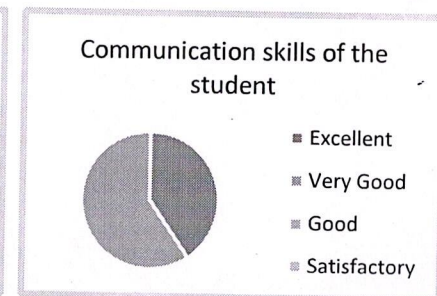 Communication skills of the
student
Excellent
Very Good
Good
Satisfactory